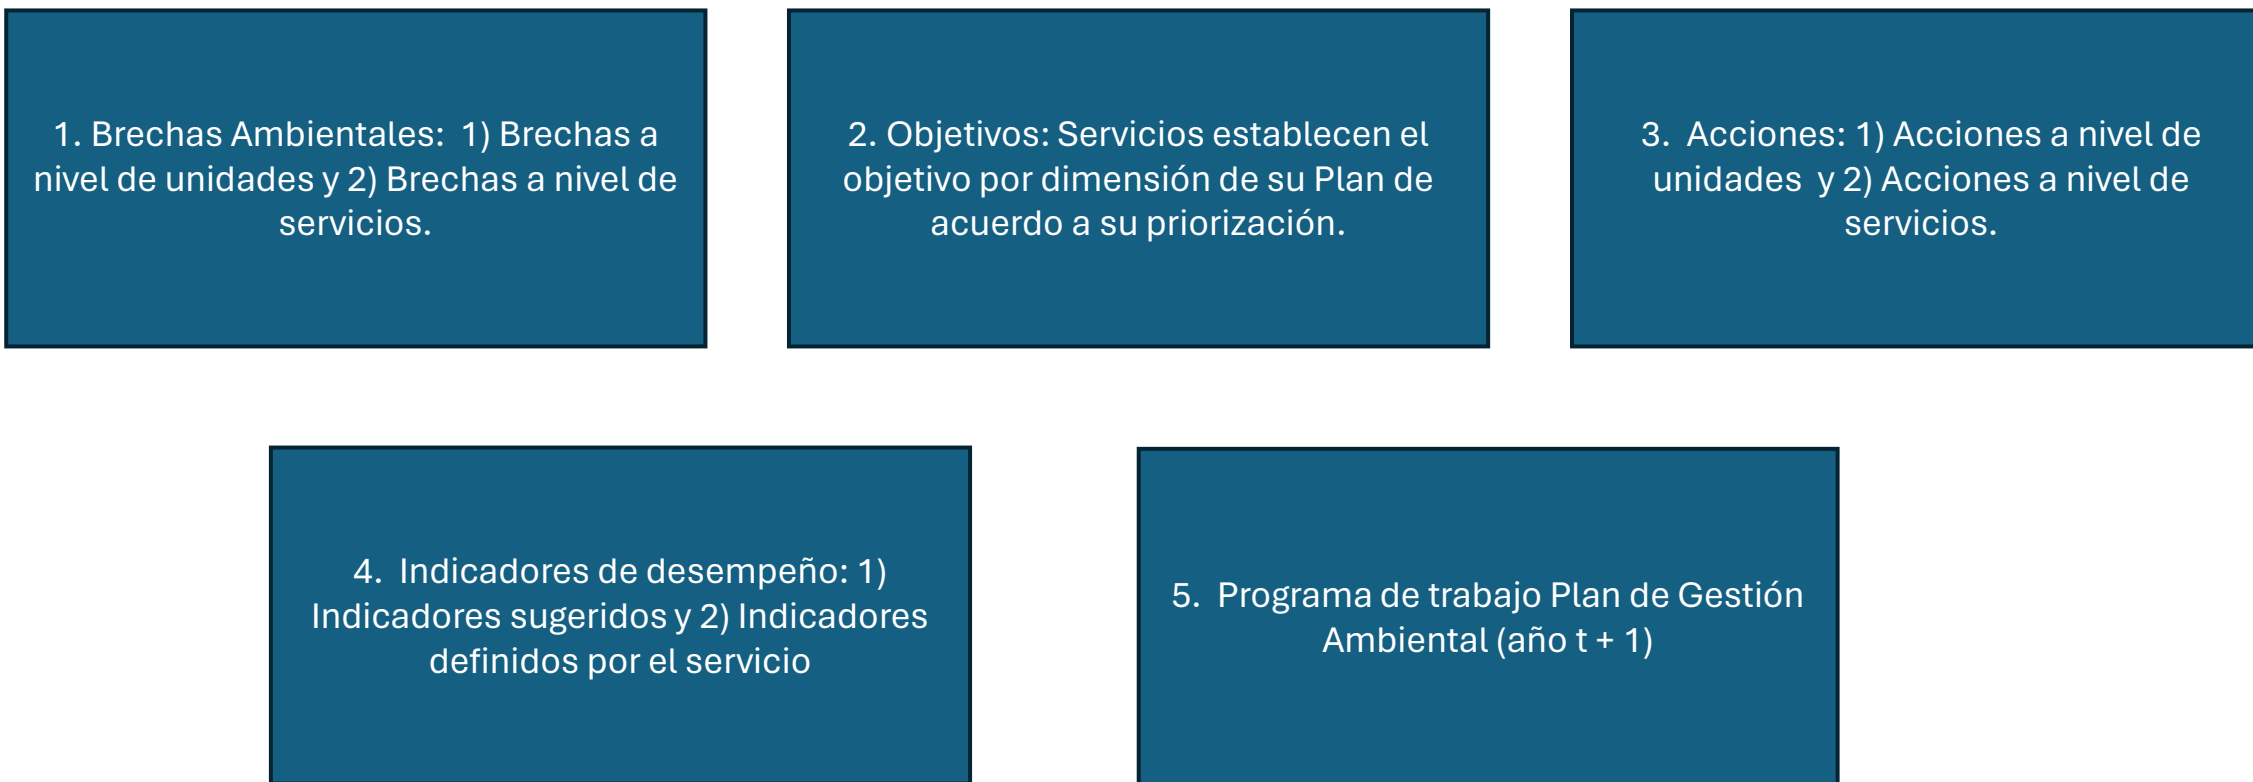 1. Brechas Ambientales: 1) Brechas a
nivel de unidades y 2) Brechas a nivel de
servicios.
2. Objetivos: Servicios establecen el
objetivo por dimensión de su Plan de
acuerdo a su priorización.
3. Acciones: 1) Acciones a nivel de
unidades y 2) Acciones a nivel de
servicios.
4. Indicadores de desempeño: 1)
Indicadores sugeridos y 2) Indicadores
definidos por el servicio
5. Programa de trabajo Plan de Gestión
Ambiental (año t + 1)